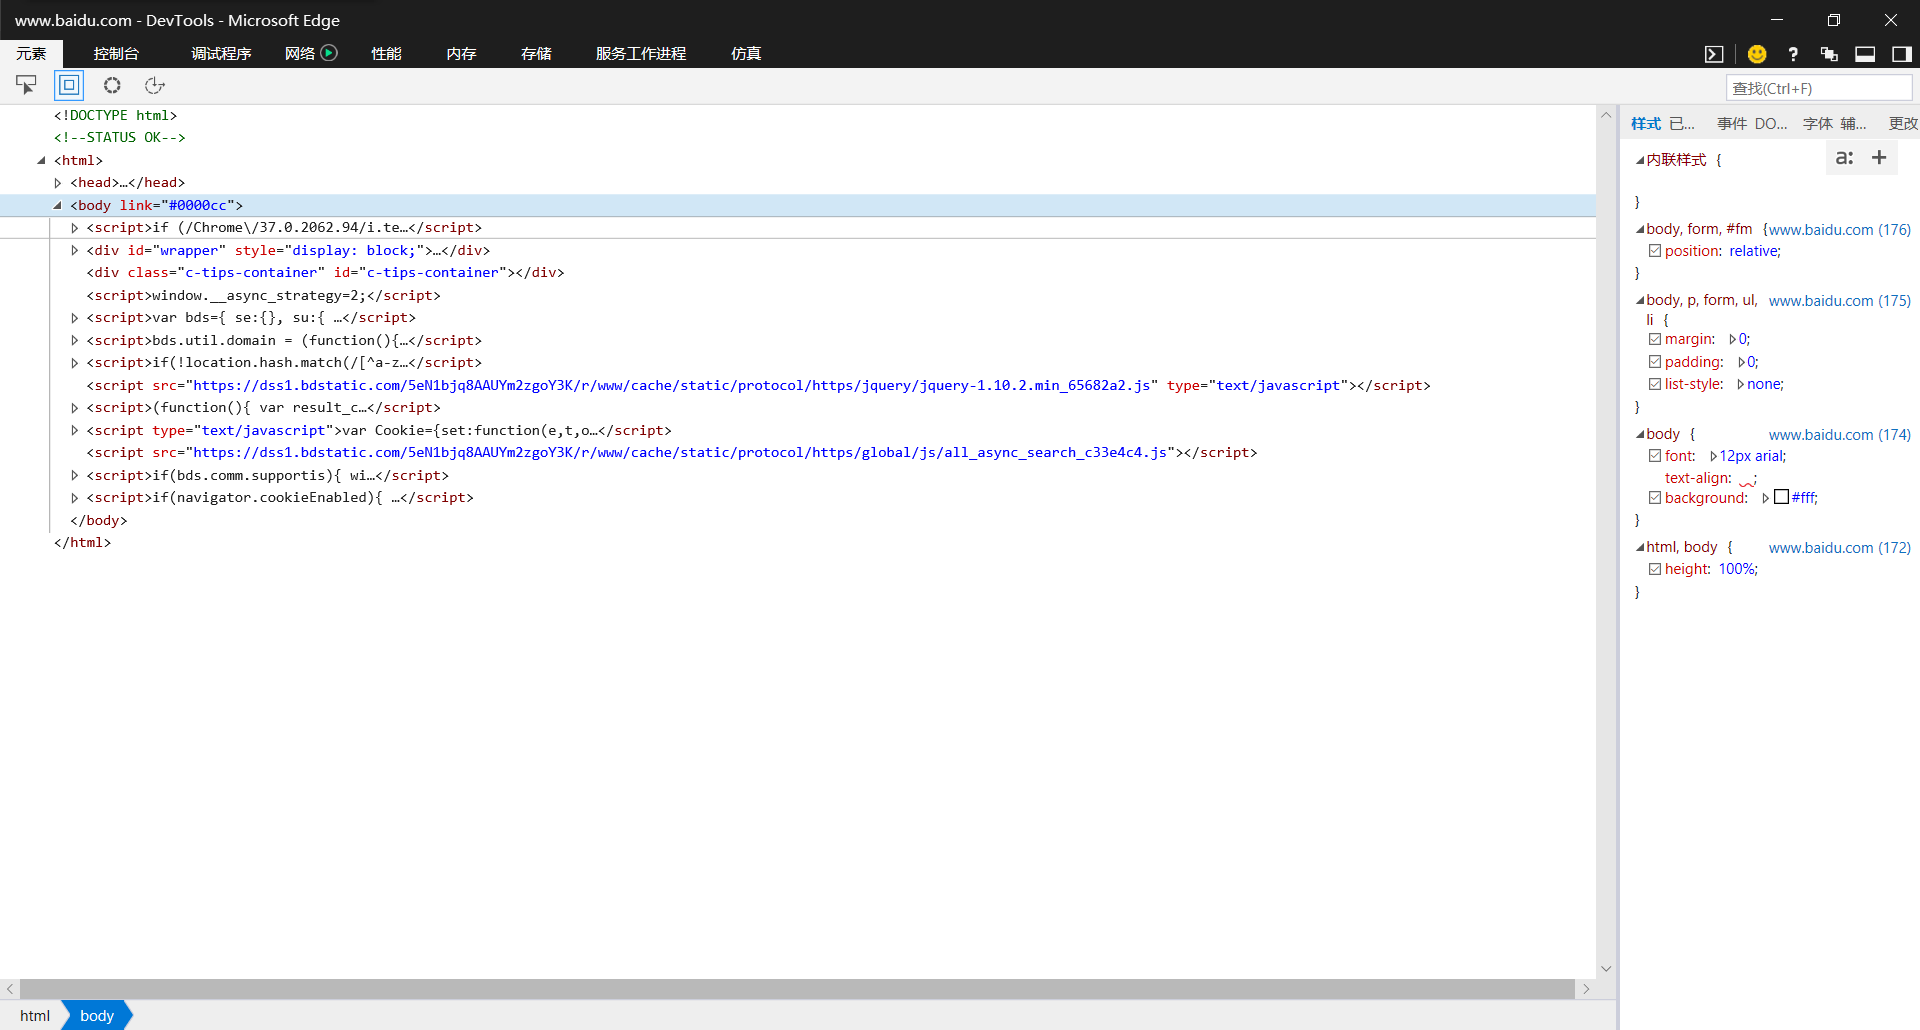 www.baidu.com - DevTools - Microsoft Edge
元素 控制台 调试程序 网络 性能 内存 存储 服务工作进程 仿真
查找(Ctrl+F)
<!DOCTYPE html>
<!--STATUS OK-->
<html>
<head>…</head>
<body link="#0000cc">
<script>if (/Chrome\/37.0.2062.94/i.te…</script>
<div id="wrapper" style="display: block;">…</div>
<div class="c-tips-container" id="c-tips-container"></div>
<script>window.__async_strategy=2;</script>
<script>var bds={ se:{}, su:{ …</script>
<script>bds.util.domain = (function(){…</script>
<script>if(!location.hash.match(/[^a-z…</script>
<script src="https://dss1.bdstatic.com/5eN1bjq8AAUYm2zgoY3K/r/www/cache/static/protocol/https/jquery/jquery-1.10.2.min_65682a2.js" type="text/javascript"></script>
<script>(function(){ var result_c…</script>
<script type="text/javascript">var Cookie={set:function(e,t,o…</script>
<script src="https://dss1.bdstatic.com/5eN1bjq8AAUYm2zgoY3K/r/www/cache/static/protocol/https/global/js/all_async_search_c33e4c4.js"></script>
<script>if(bds.comm.supportis){ wi…</script>
<script>if(navigator.cookieEnabled){ …</script>
</body>
</html>
html body
样式 已... 事件 DO... 字体 辅... 更改
内联样式 { a: +
}
body, form, #fm { www.baidu.com (176)
position: relative;
}
body, p, form, ul, www.baidu.com (175)
li {
margin: 0;
padding: 0;
list-style: none;
}
body { www.baidu.com (174)
font: 12px arial;
text-align: ;
background: #fff;
}
html, body { www.baidu.com (172)
height: 100%;
}